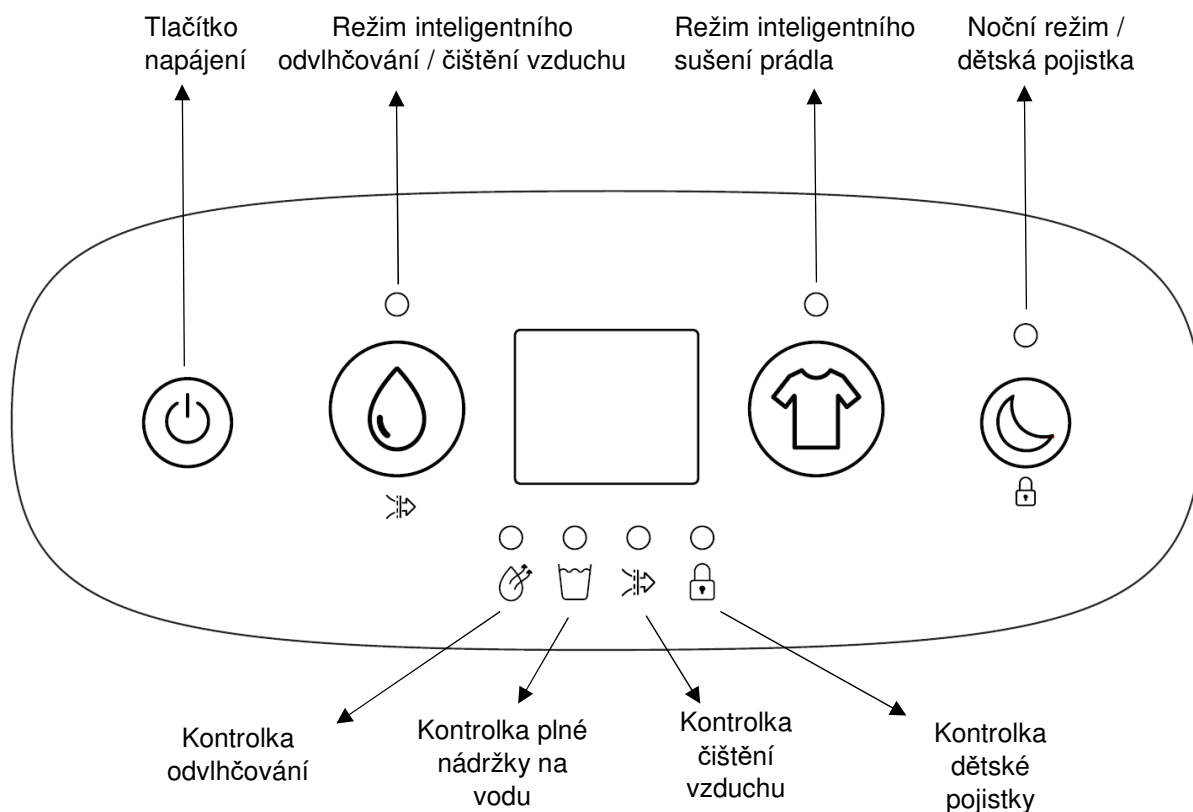 Tlačítko
napájení
Režim inteligentního
odvlhčování / čištění vzduchu
Režim inteligentního
sušení prádla
Noční režim /
dětská pojistka
Kontrolka
odvlhčování
Kontrolka plné
nádržky na
vodu
Kontrolka
čištění
vzduchu
Kontrolka
dětské
pojistky